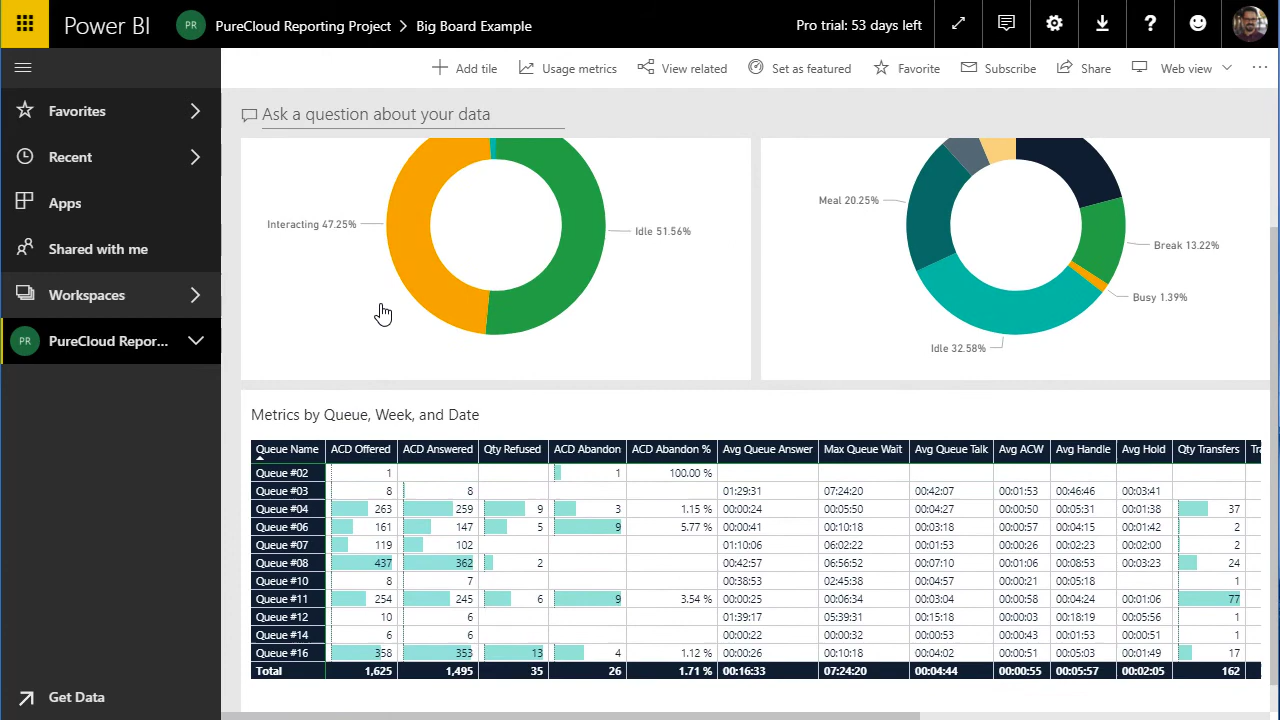 Power BI PR PureCloud Reporting Project > Big Board Example Pro trial: 53 days left
Add tile Usage metrics View related Set as featured Favorite Subscribe Share Web view ...
Favorites
Recent
Apps
Shared with me
Workspaces
PR PureCloud Repor...
Get Data
Ask a question about your data
Interacting 47.25%
Idle 51.56%
Meal 20.25%
Break 13.22%
Busy 1.39%
Idle 32.58%
Metrics by Queue, Week, and Date
Queue Name ACD Offered ACD Answered Qty Refused ACD Abandon ACD Abandon % Avg Queue Answer Max Queue Wait Avg Queue Talk Avg ACW Avg Handle Avg Hold Qty Transfers
Queue #02 1 1 100.00 %
Queue #03 8 8 01:29:31 07:24:20 00:42:07 00:01:53 00:46:46 00:03:41
Queue #04 263 259 9 3 1.15 % 00:00:24 00:05:50 00:04:27 00:00:50 00:05:31 00:01:38 37
Queue #06 161 147 5 9 5.77 % 00:00:41 00:10:18 00:03:18 00:00:57 00:04:15 00:01:42 2
Queue #07 119 102 01:10:06 06:02:22 00:01:53 00:00:26 00:02:23 00:02:00 2
Queue #08 437 362 2 00:42:57 06:56:52 00:07:10 00:01:06 00:08:53 00:03:23 24
Queue #10 8 7 00:38:53 02:45:38 00:04:57 00:00:21 00:05:18 1
Queue #11 254 245 6 9 3.54 % 00:00:25 00:06:34 00:03:04 00:00:58 00:04:24 00:01:06 77
Queue #12 10 6 01:39:17 05:39:31 00:15:18 00:00:03 00:18:19 00:05:56 1
Queue #14 6 6 00:00:22 00:00:32 00:00:53 00:00:43 00:01:53 00:00:51 1
Queue #16 358 353 13 4 1.12 % 00:00:26 00:10:18 00:04:02 00:00:51 00:05:03 00:01:49 17
Total 1,625 1,495 35 26 1.71 % 00:16:33 07:24:20 00:04:44 00:00:55 00:05:57 00:02:05 162